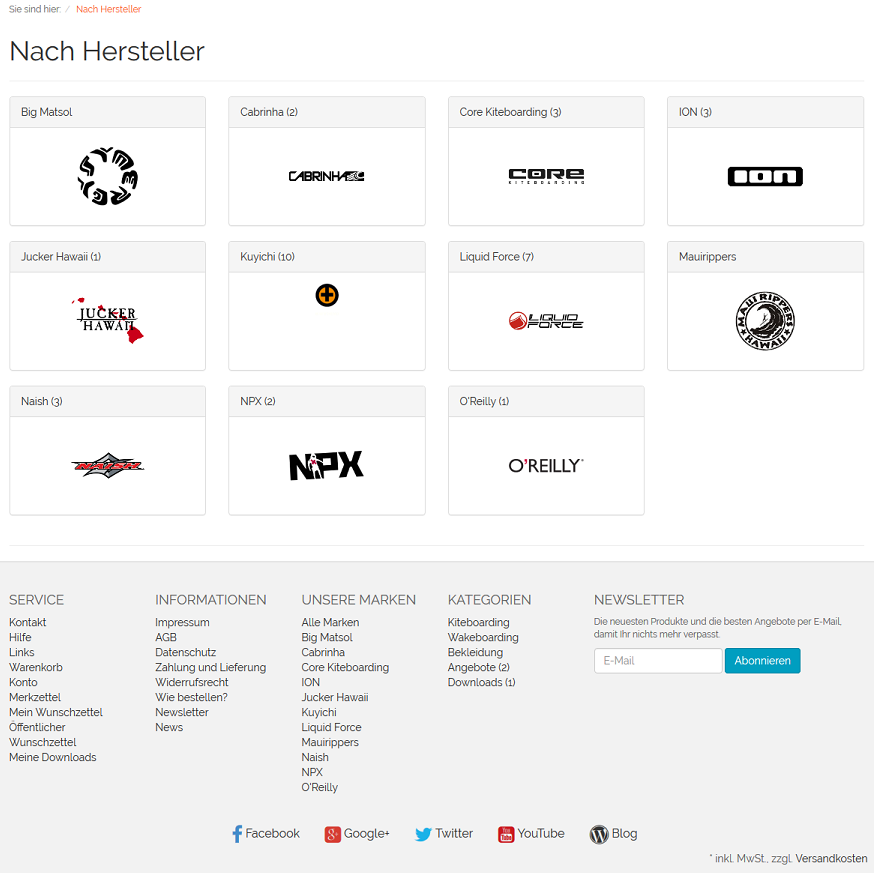 Sie sind hier: / Nach Hersteller
Nach Hersteller
Big Matsol
Cabrinha (2)
Core Kiteboarding (3)
ION (3)
CABRINHA
CORE
KITEBOARDING
ION
Jucker Hawaii (1)
Kuyichi (10)
Liquid Force (7)
Mauirippers
JUCKER
HAWAII
LIQUID
FORCE
MAUI RIPPERS
HAWAII
Naish (3)
NPX (2)
O'Reilly (1)
NAISH
NPX
O'REILLY
SERVICE
Kontakt
Hilfe
Links
Warenkorb
Konto
Merkzettel
Mein Wunschzettel
Öffentlicher
Wunschzettel
Meine Downloads
INFORMATIONEN
Impressum
AGB
Datenschutz
Zahlung und Lieferung
Widerrufsrecht
Wie bestellen?
Newsletter
News
UNSERE MARKEN
Alle Marken
Big Matsol
Cabrinha
Core Kiteboarding
ION
Jucker Hawaii
Kuyichi
Liquid Force
Mauirippers
Naish
NPX
O'Reilly
KATEGORIEN
Kiteboarding
Wakeboarding
Bekleidung
Angebote (2)
Downloads (1)
NEWSLETTER
Die neuesten Produkte und die besten Angebote per E-Mail,
damit Ihr nichts mehr verpasst.
E-Mail
Abonnieren
Facebook
Google+
Twitter
YouTube
Blog
* inkl. MwSt., zzgl. Versandkosten